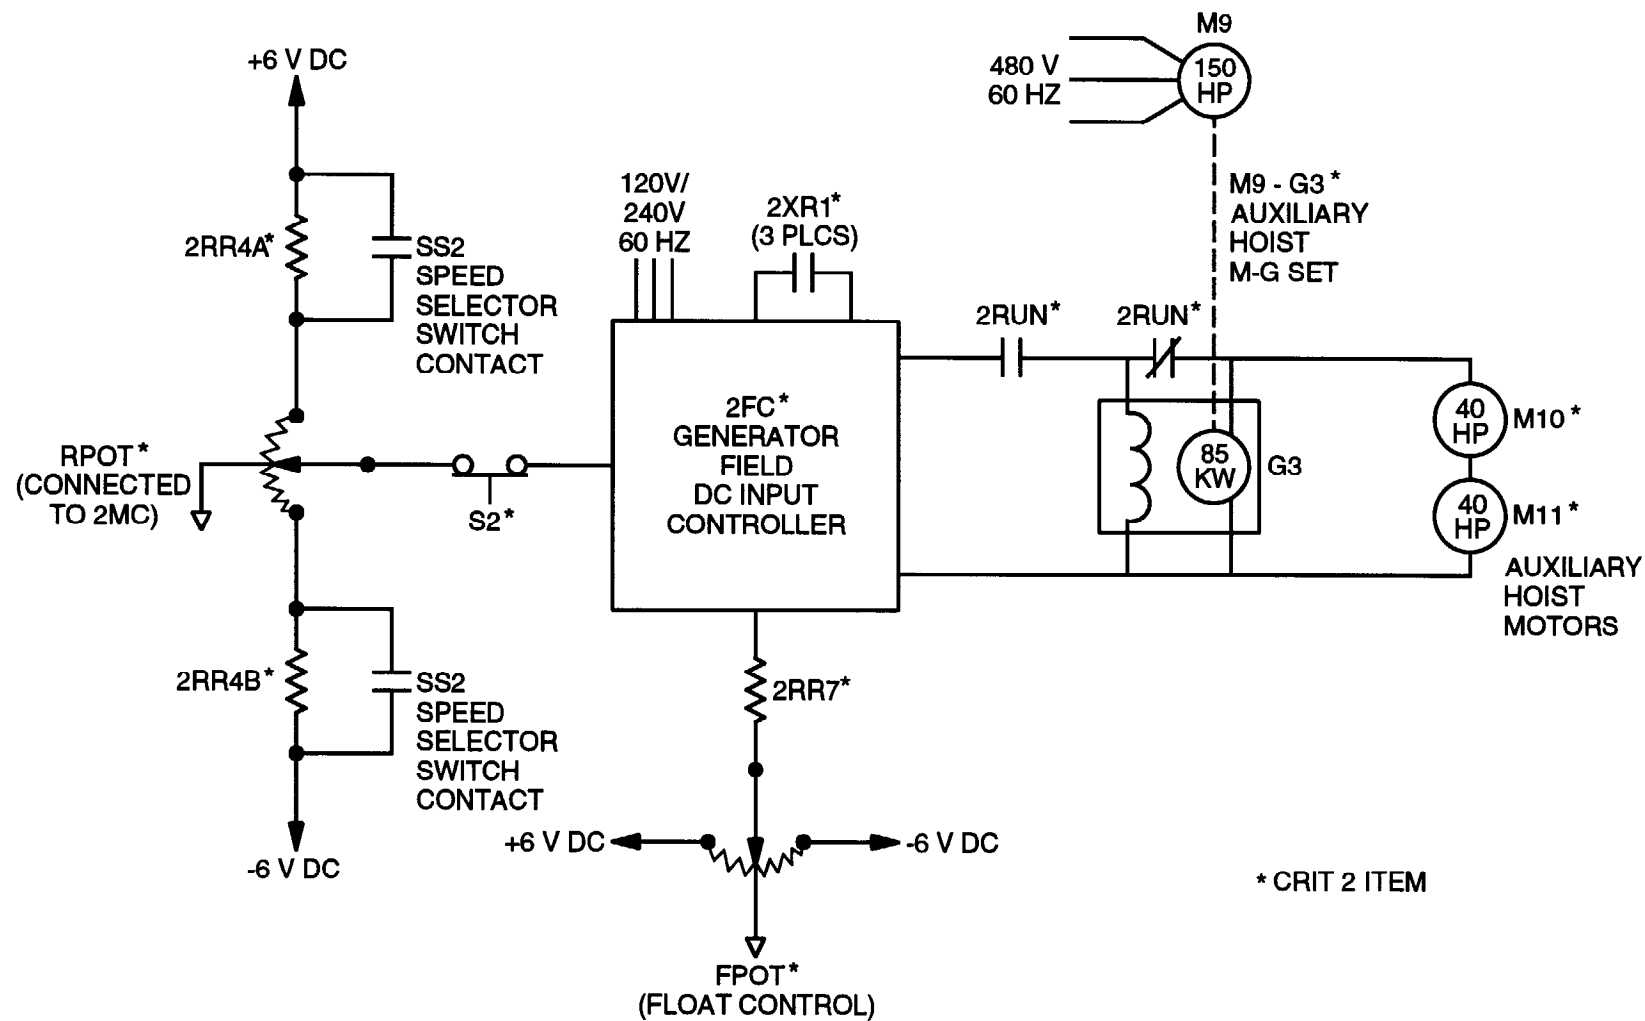 +6 V DC
2RR4A*
SS2
SPEED
SELECTOR
SWITCH
CONTACT
RPOT*
(CONNECTED
TO 2MC)
S2*
2RR4B*
SS2
SPEED
SELECTOR
SWITCH
CONTACT
-6 V DC
120V/
240V
60 HZ
2XR1*
(3 PLCS)
2FC*
GENERATOR
FIELD
DC INPUT
CONTROLLER
2RR7*
+6 V DC
-6 V DC
FPOT*
(FLOAT CONTROL)
M9
480 V
60 HZ
150
HP
M9 - G3*
AUXILIARY
HOIST
M-G SET
2RUN*
2RUN*
85
KW
G3
40
HP
M10*
40
HP
M11*
AUXILIARY
HOIST
MOTORS
* CRIT 2 ITEM